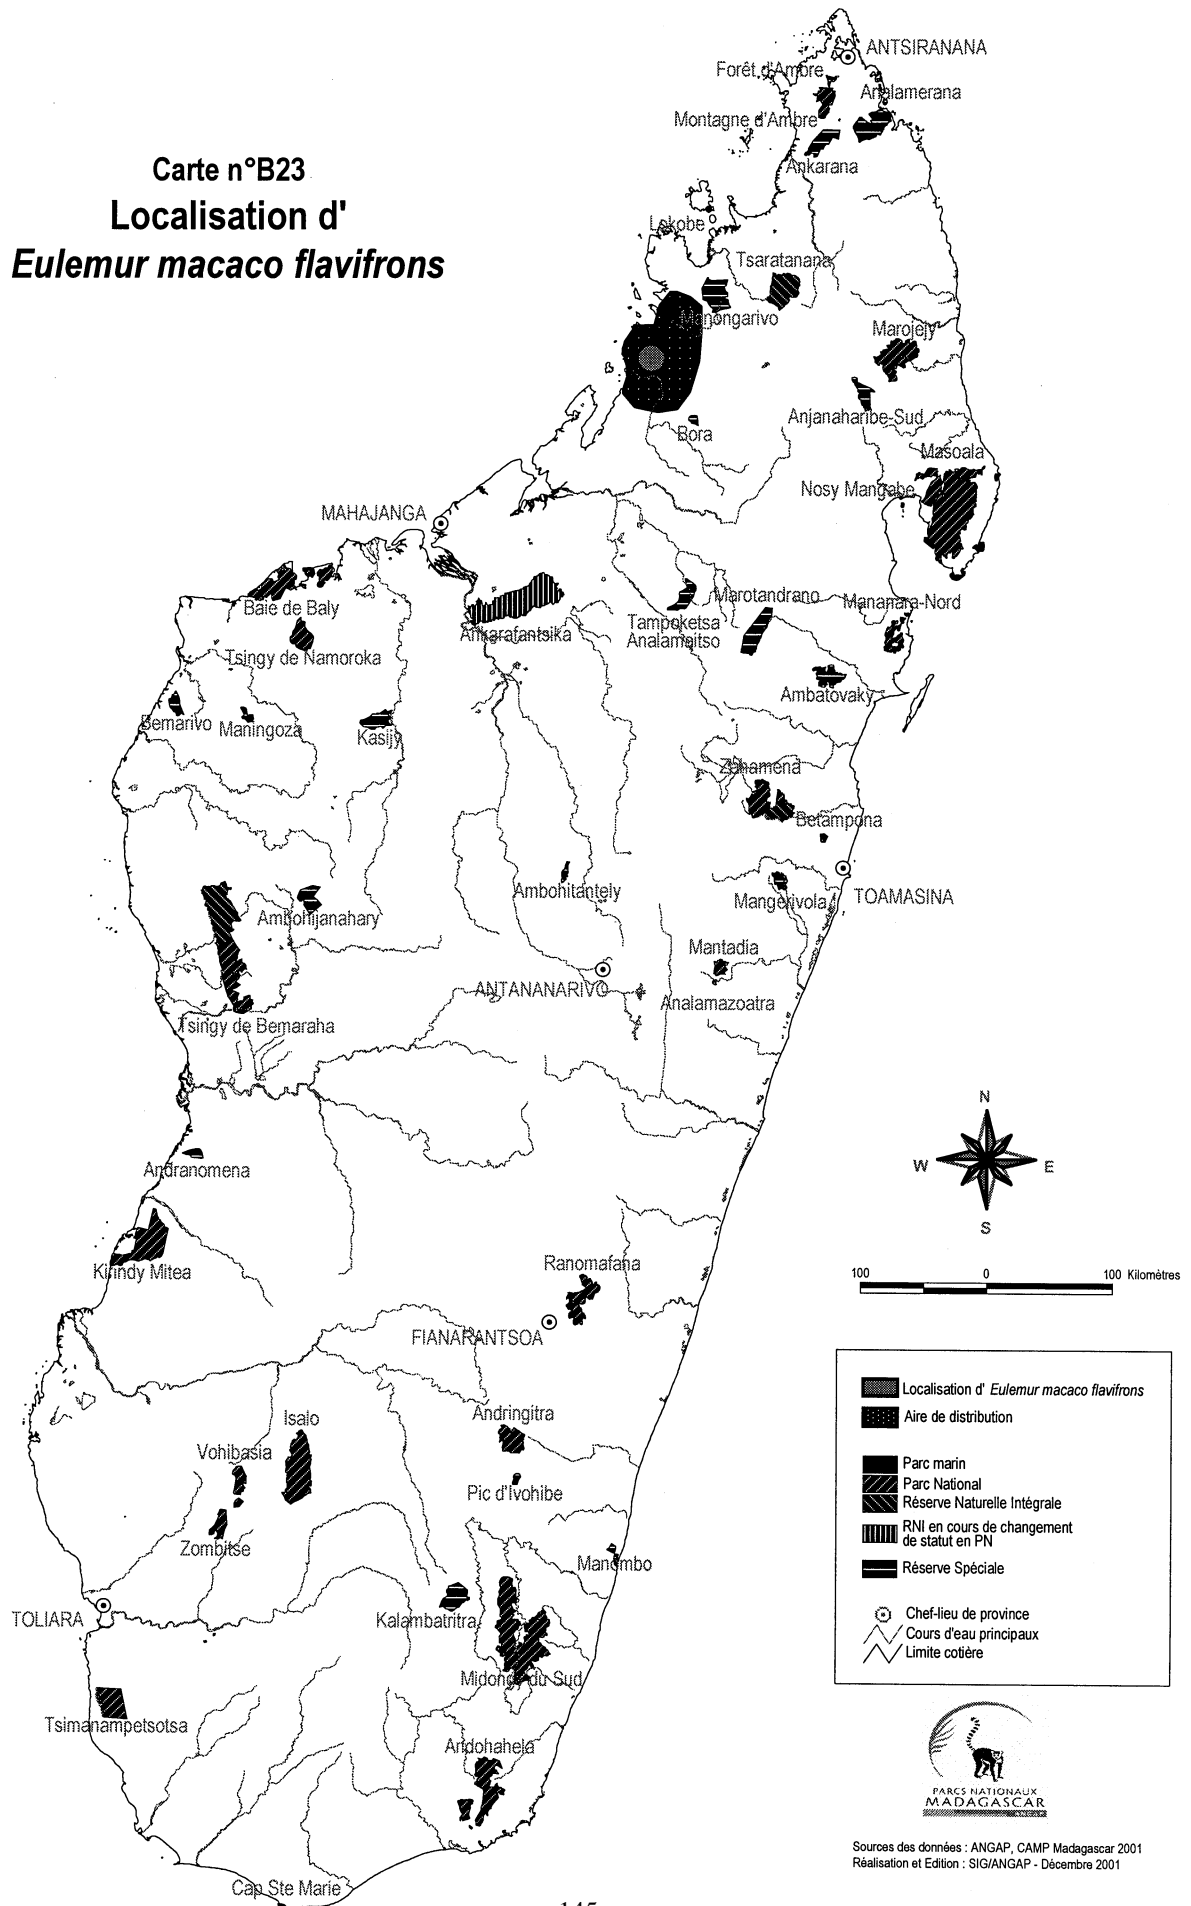 Carte n°B23
Localisation d'
Eulemur macaco flavifrons
ANTSIRANANA
Forêt d'Ambre
Analamerana
Montagne d'Ambre
Ankarana
Lokobe
Tsaratanana
Manongarivo
Marojejy
Anjanaharibe-Sud
Bora
Masoala
Nosy Mangabe
MAHAJANGA
Baie de Baly
Ankarafantsika
Marotandrano
Mananara-Nord
Tampoketsa
Analamaitso
Tsingy de Namoroka
Ambatovaky
Bemarivo
Maningoza
Kasijy
Zahamena
Betampona
Ambohitantely
Mangerivola
TOAMASINA
Ambohijanahary
Mantadia
ANTANANARIVO
Analamazoatra
Tsingy de Bemaraha
N
W
E
S
Andranomena
Kirindy Mitea
Ranomafana
100
0
100 Kilomètres
FIANARANTSOA
Localisation d' Eulemur macaco flavifrons
Aire de distribution
Parc marin
Parc National
Réserve Naturelle Intégrale
RNI en cours de changement
de statut en PN
Réserve Spéciale
Chef-lieu de province
Cours d'eau principaux
Limite cotière
Isalo
Andringitra
Vohibasia
Pic d'Ivohibe
Zombitse
Manombo
TOLIARA
Kalambatritra
Midongy du Sud
Tsimanampetsotsa
Andohahela
PARCS NATIONAUX
MADAGASCAR
ANGAP
Sources des données : ANGAP, CAMP Madagascar 2001
Réalisation et Edition : SIG/ANGAP - Décembre 2001
Cap Ste Marie
145